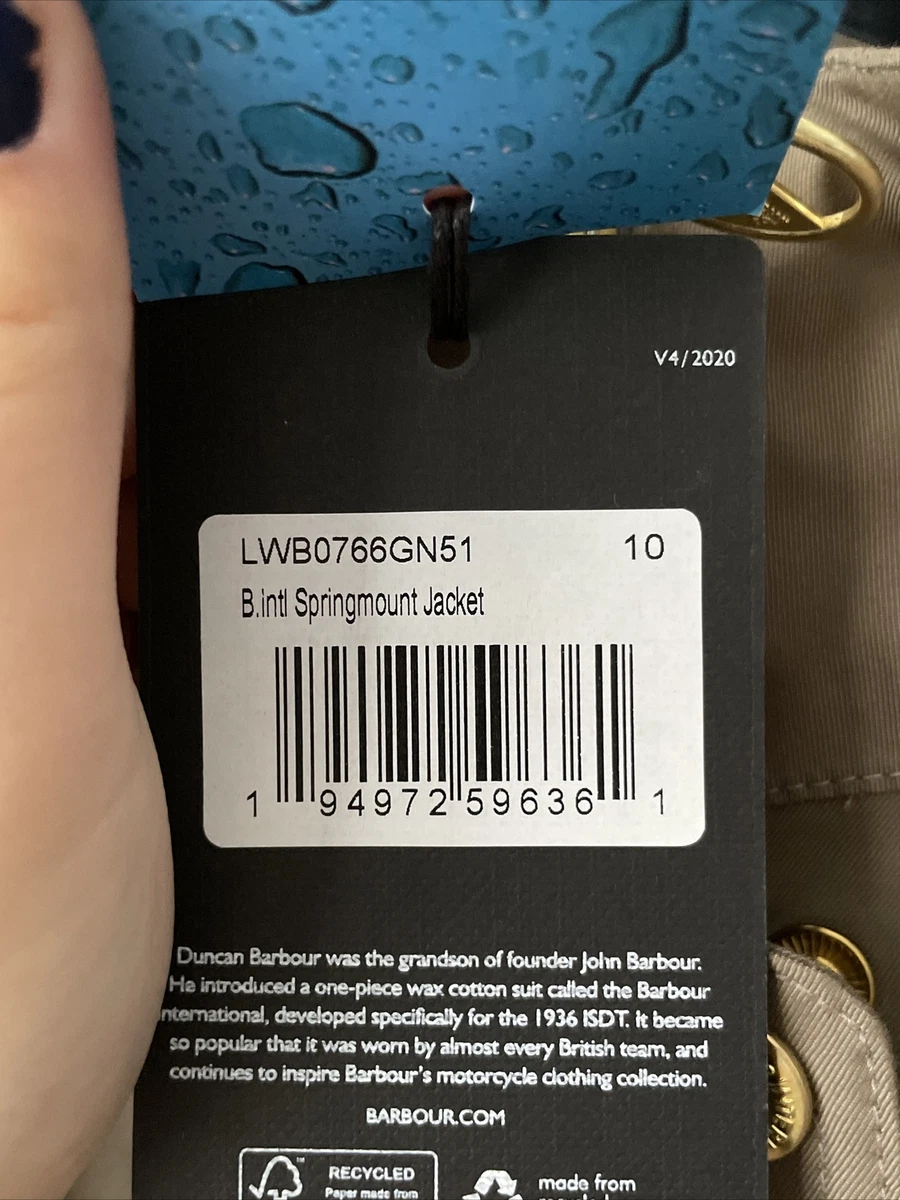 V4/2020
LWB0766GN51 10
B.intl Springmount Jacket
1 94972 59636 1
Duncan Barbour was the grandson of founder John Barbour.
He introduced a one-piece wax cotton suit called the Barbour
nternational, developed specifically for the 1936 ISDT. It became
so popular that it was worn by almost every British team, and
continues to inspire Barbour's motorcycle clothing collection.
BARBOUR.COM
™ RECYCLED
Paper made from
made from